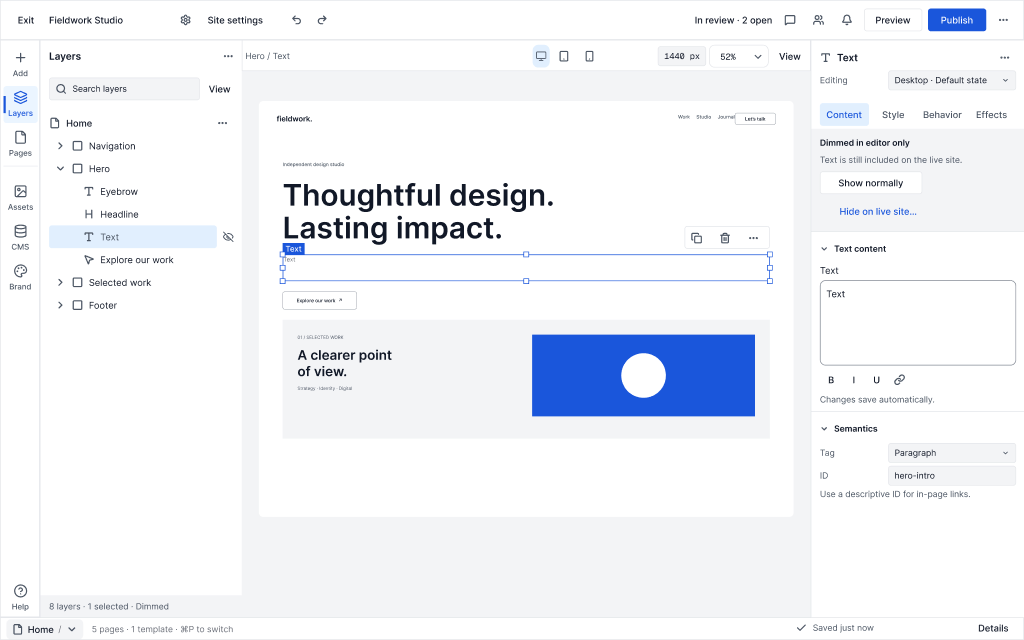 Exit
Fieldwork Studio
Site settings
In review · 2 open
Preview
Publish
Add
Layers
Pages
Assets
CMS
Brand
Help
Layers
Search layers
View
Home
Navigation
Hero
Eyebrow
Headline
Text
Explore our work
Selected work
Footer
8 layers · 1 selected · Dimmed
Hero / Text
1440 px
52%
View
fieldwork.
Work
Studio
Journal
Let's talk
Independent design studio
Thoughtful design.
Lasting impact.
Text
Text
Explore our work ↗
01 / SELECTED WORK
A clearer point
of view.
Strategy · Identity · Digital
Text
Editing
Desktop · Default state
Content
Style
Behavior
Effects
Dimmed in editor only
Text is still included on the live site.
Show normally
Hide on live site...
Text content
Text
Text
B
I
U
Changes save automatically.
Semantics
Tag
Paragraph
ID
hero-intro
Use a descriptive ID for in-page links.
Home /
5 pages · 1 template · ⌘P to switch
Saved just now
Details